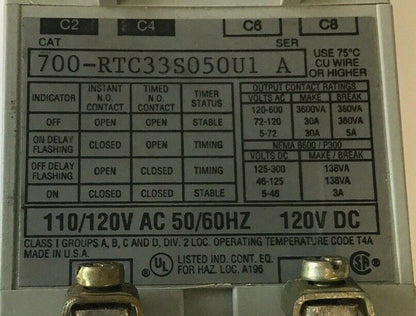 C2 C4 C6 C8
CAT SER
700-RTC33S050U1 A
USE 75°C
CU WIRE
OR HIGHER
INDICATOR INSTANT N.O. CONTACT TIMED N.O. CONTACT TIMER STATUS
OFF OPEN OPEN STABLE
ON DELAY FLASHING CLOSED OPEN TIMING
OFF DELAY FLASHING OPEN CLOSED TIMING
ON CLOSED CLOSED STABLE
OUTPUT CONTACT RATINGS
VOLTS AC MAKE BREAK
120-600 3600VA 360VA
72-120 30A 5A
5-72 30A 5A
NEMA B600 / P300
VOLTS DC MAKE / BREAK
125-300 138VA
46-125 138VA
5-46 3A
110/120V AC 50/60HZ 120V DC
CLASS I GROUPS A, B, C AND D, DIV. 2 LOC. OPERATING TEMPERATURE CODE T4A
MADE IN U.S.A.
UL LISTED IND. CONT. EQ.
FOR HAZ. LOC. A196
SA